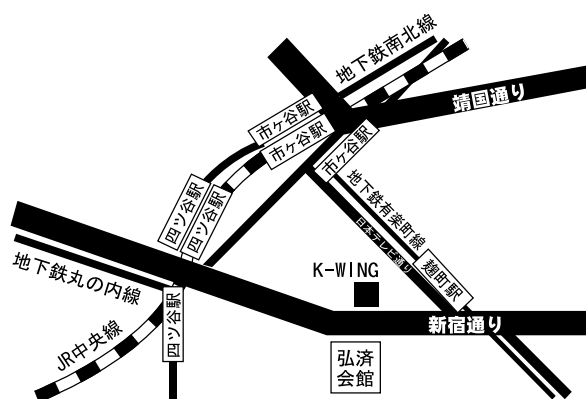 地下鉄南北線
靖国通り
市ヶ谷駅
市ヶ谷駅
市ヶ谷駅
四ツ谷駅
四ツ谷駅
地下鉄有楽町線
日本テレビ通り
麹町駅
地下鉄丸の内線
K-WING
四ツ谷駅
新宿通り
JR中央線
弘済
会館